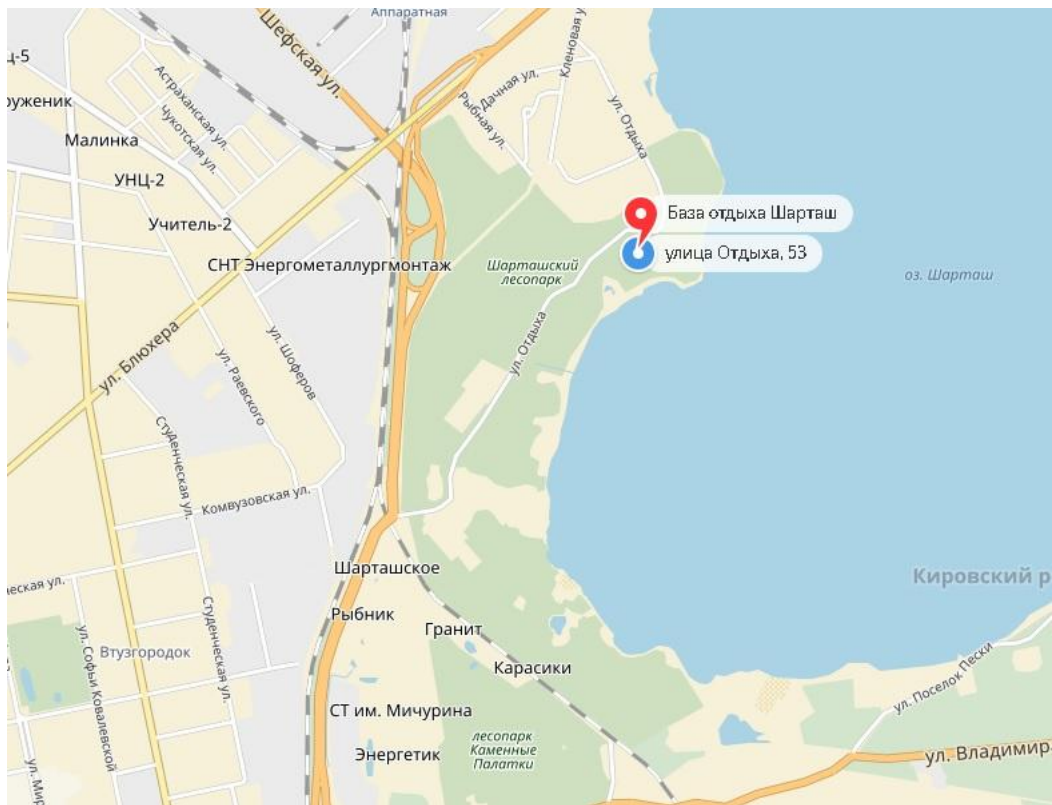 Аппаратная
Шефская ул.
Кленовая у
ц-5
Астраханская ул.
Дачная ул.
руженик
Чукотская ул.
Рыбная ул.
ул. Отдыха
Малинка
УНЦ-2
База отдыха Шарташ
Учитель-2
улица Отдыха, 53
СНТ Энергометаллургмонтаж
Шарташский
лесопарк
оз. Шарташ
ул. Блюхера
ул. Раевского
ул. Шоферов
ул. Отдыха
Студенческая ул.
Комвузовская ул.
Шарташское
Кировский р
ческая ул.
Рыбник
Гранит
Студенческая ул.
ул. Софьи Ковалевской
Втузгородок
Карасики
ул. Поселок Пески
СТ им. Мичурина
лесопарк
Каменные
Палатки
Энергетик
ул. Владимир
ул. Мир